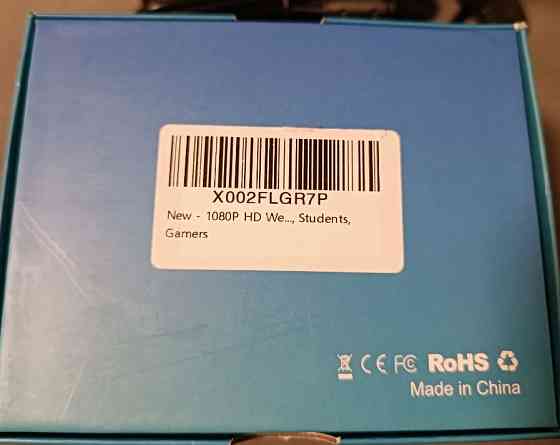 X002FLGR7P
New - 1080P HD We..., Students,
Gamers
CE FC RoHS
Made in China